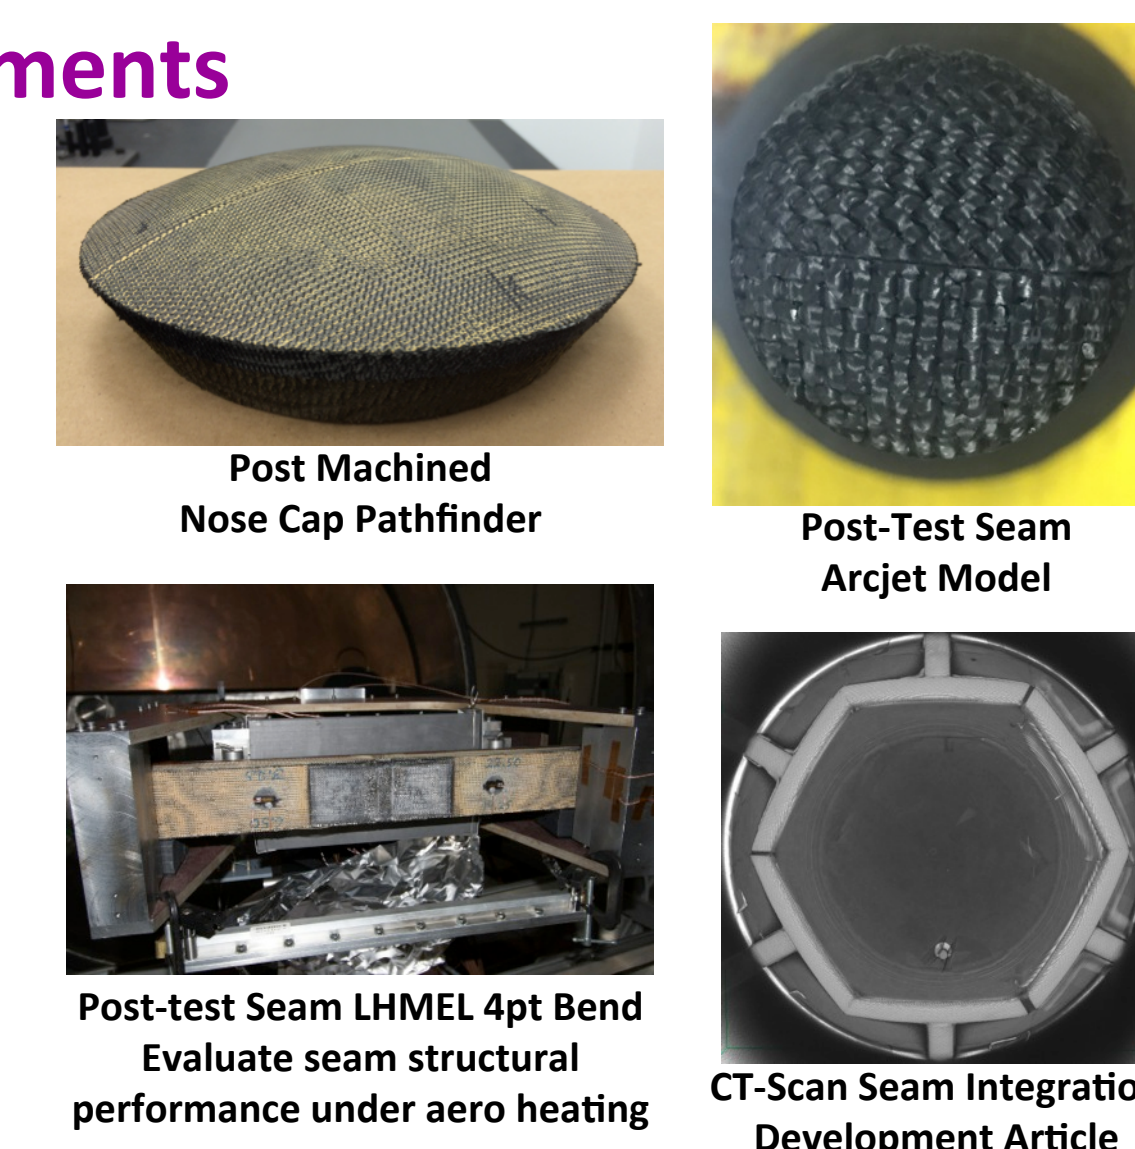 ments
Post Machined
Nose Cap Pathfinder
Post-Test Seam
Arcjet Model
Post-test Seam LHMEL 4pt Bend
Evaluate seam structural
performance under aero heating
CT-Scan Seam Integratio
Development Article